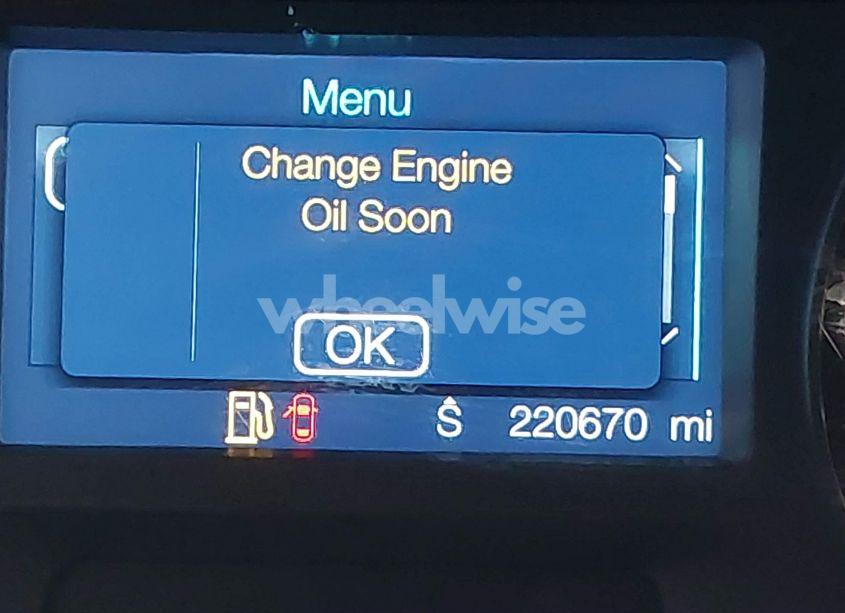 Menu
Change Engine
Oil Soon
wheelwise
OK
S 220670 mi